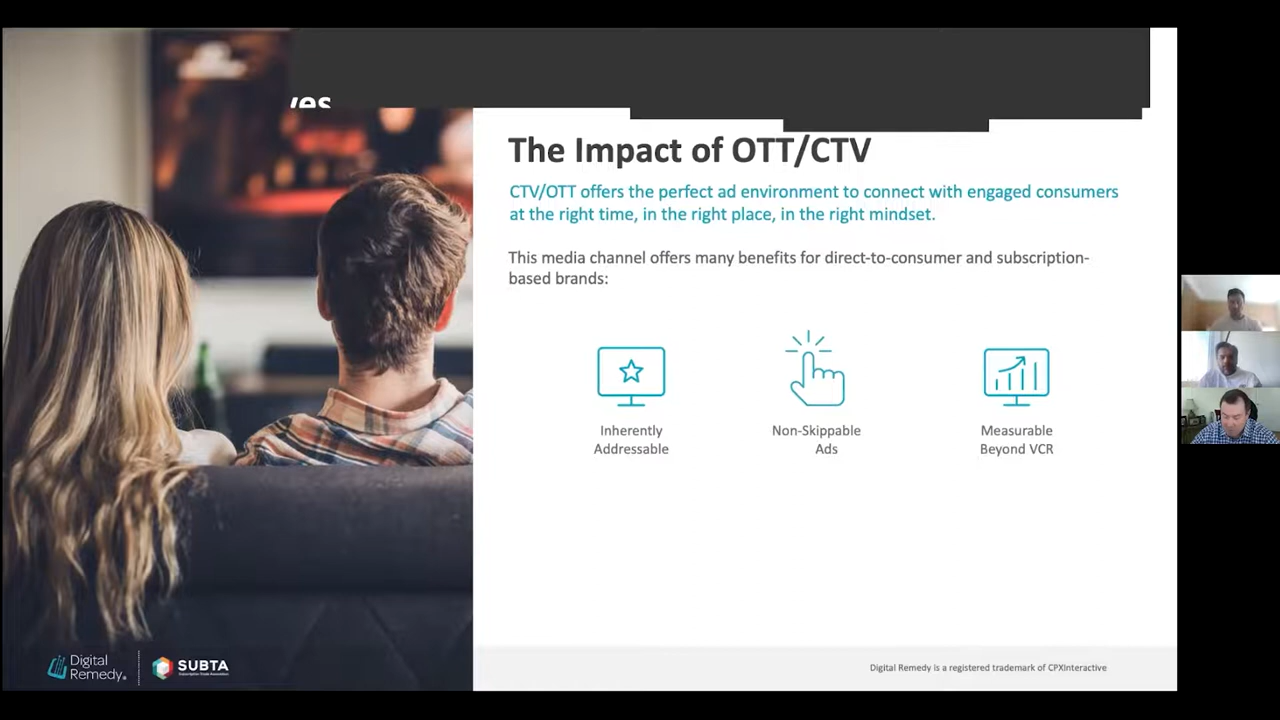 The Impact of OTT/CTV
CTV/OTT offers the perfect ad environment to connect with engaged consumers
at the right time, in the right place, in the right mindset.
This media channel offers many benefits for direct-to-consumer and subscription-
based brands:
Inherently
Addressable
Non-Skippable
Ads
Measurable
Beyond VCR
Digital
Remedy®
SUBTA
Digital Remedy is a registered trademark of CPXInteractive